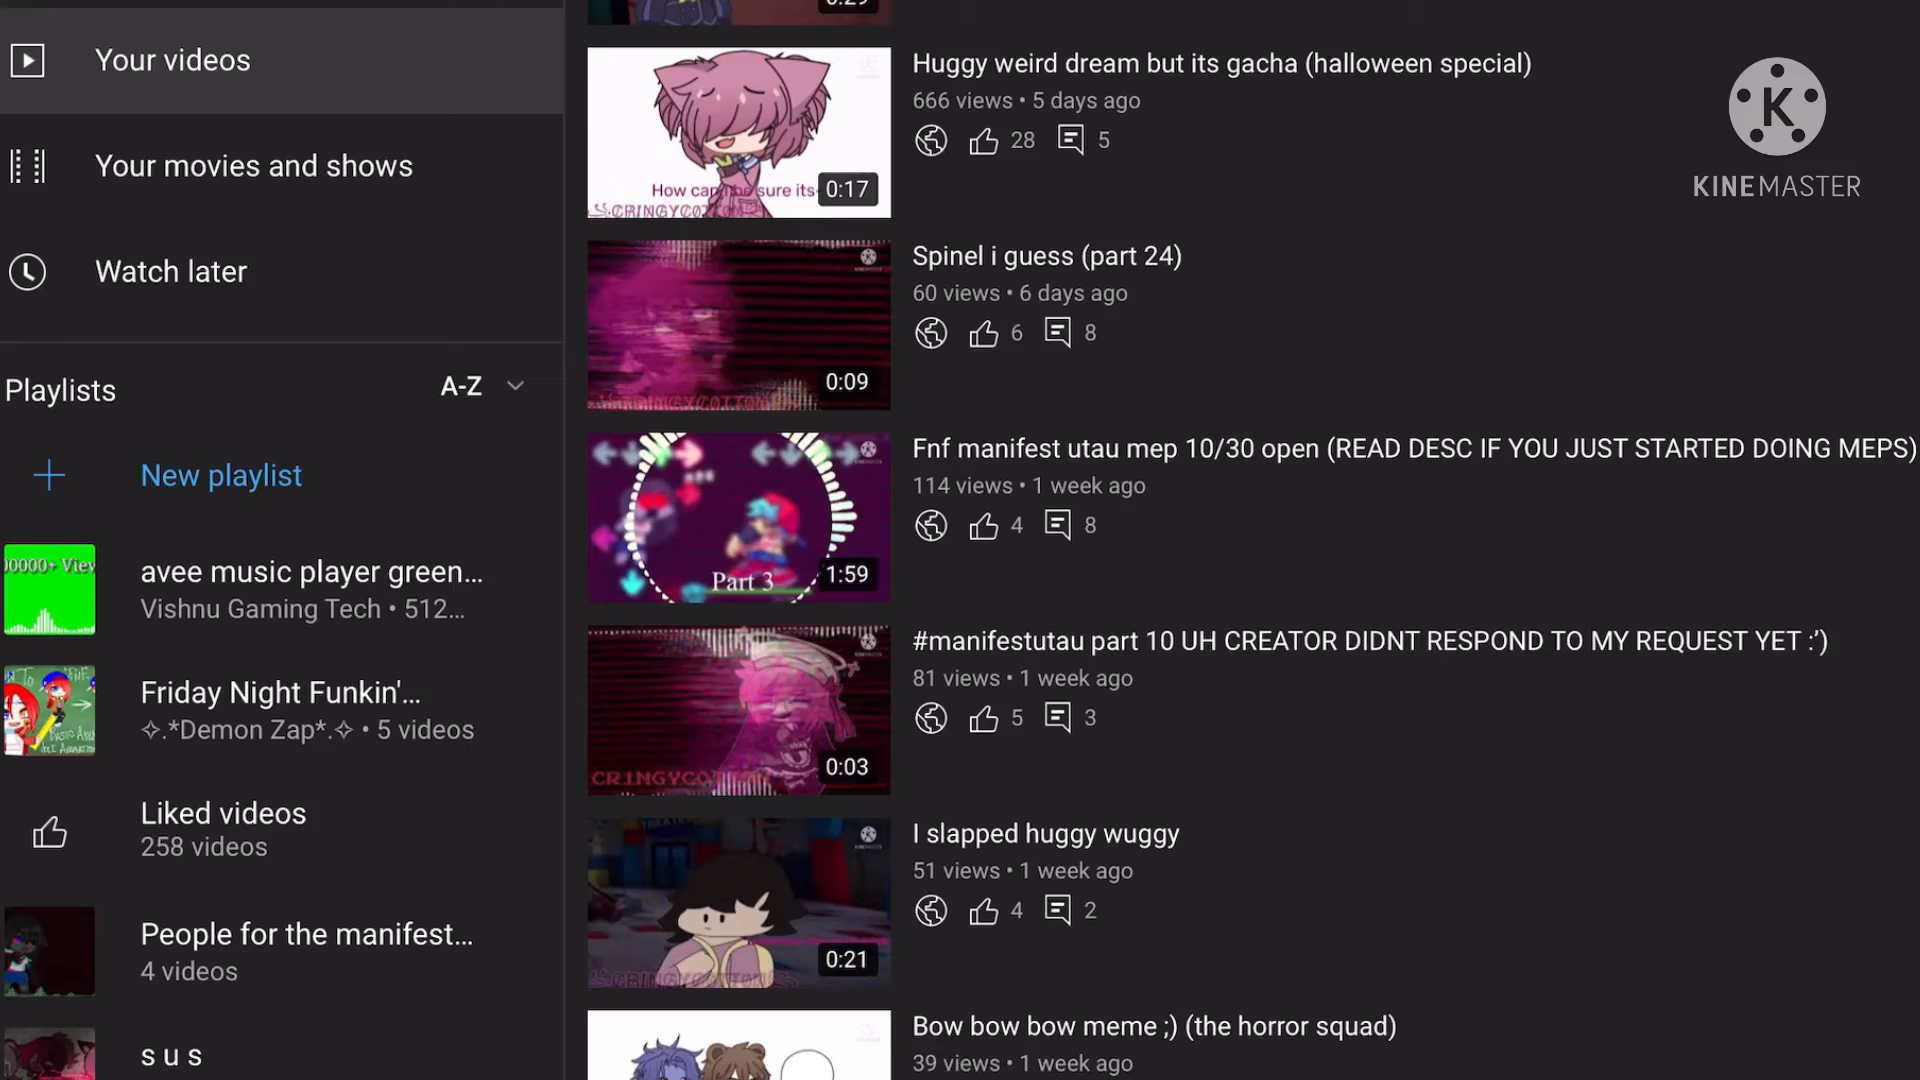 Your videos
Your movies and shows
Watch later
Playlists
A-Z
New playlist
avee music player green...
Vishnu Gaming Tech • 512...
Friday Night Funkin'...
✧.*Demon Zap*.✧ • 5 videos
Liked videos
258 videos
People for the manifest...
4 videos
s u s
0:29
Huggy weird dream but its gacha (halloween special)
666 views • 5 days ago
28
5
0:17
Spinel i guess (part 24)
60 views • 6 days ago
6
8
0:09
Fnf manifest utau mep 10/30 open (READ DESC IF YOU JUST STARTED DOING MEPS)
114 views • 1 week ago
4
8
Part 3
1:59
#manifestutau part 10 UH CREATOR DIDNT RESPOND TO MY REQUEST YET :’)
81 views • 1 week ago
5
3
CR1NGYCOTTON
0:03
I slapped huggy wuggy
51 views • 1 week ago
4
2
0:21
Bow bow bow meme ;) (the horror squad)
39 views • 1 week ago
K
KINEMASTER